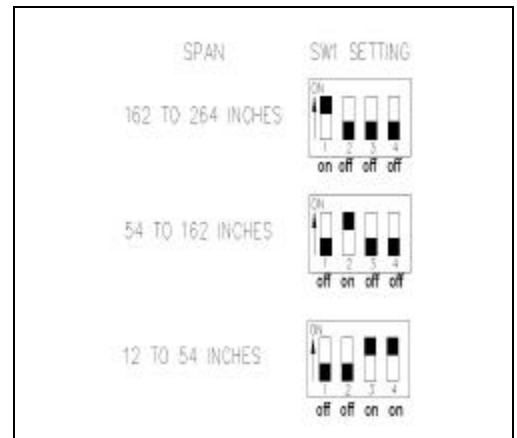 SPAN SW1 SETTING
ON
162 TO 264 INCHES
1 2 3 4
on off off off
ON
54 TO 162 INCHES
1 2 3 4
off on off off
ON
12 TO 54 INCHES
1 2 3 4
off off on on